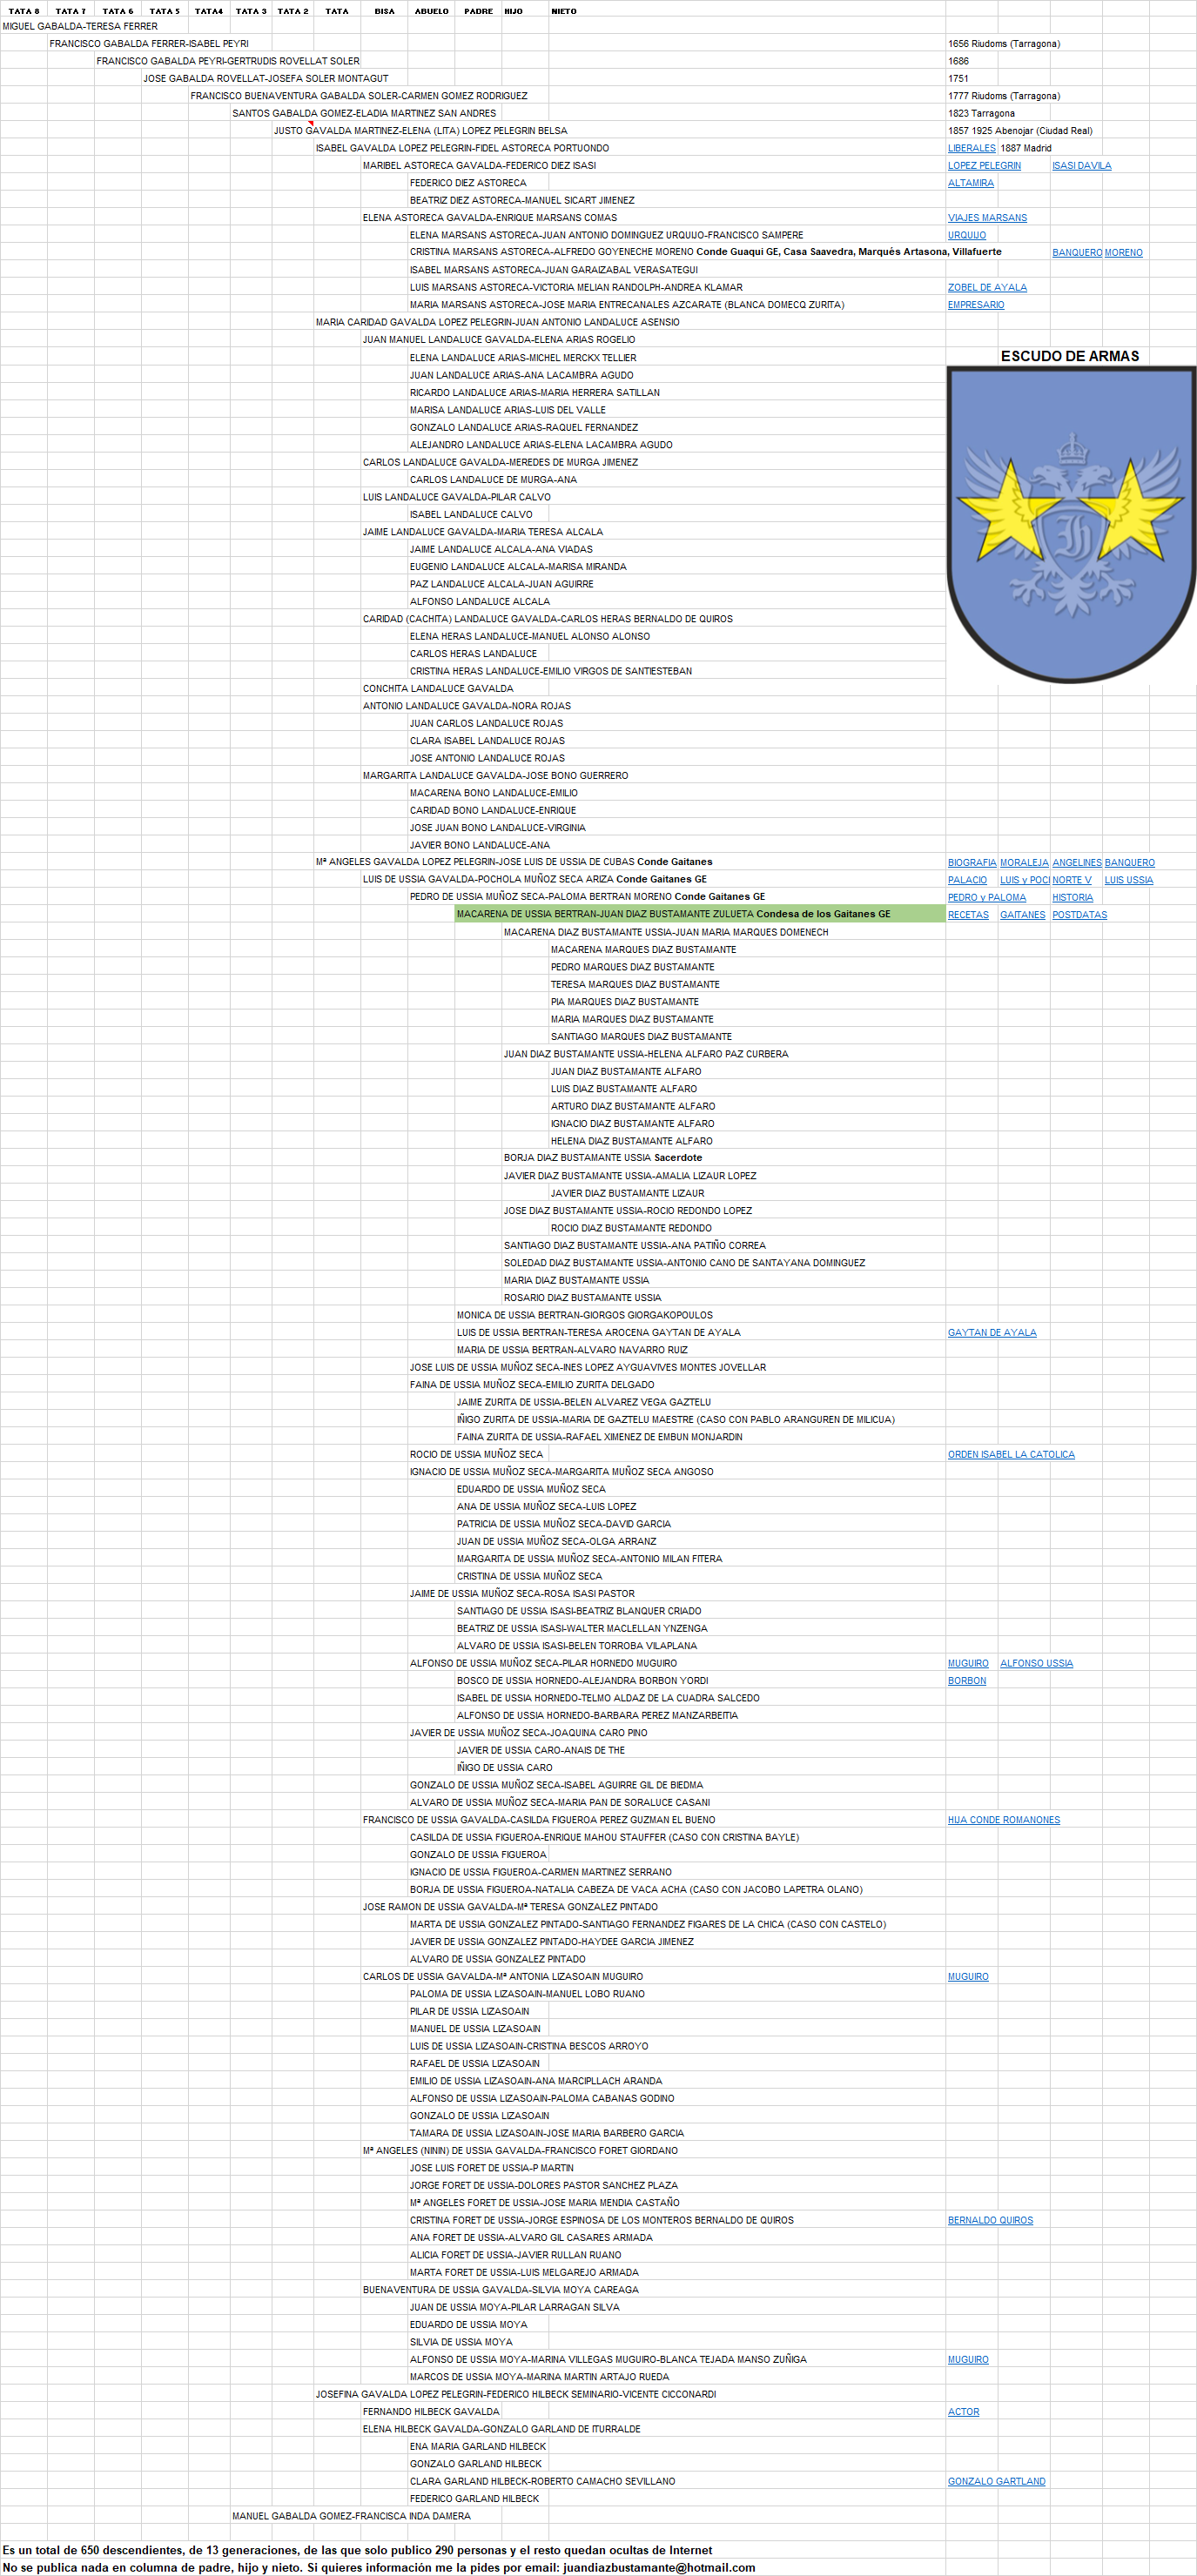 TATA 8 TATA 7 TATA 6 TATA 5 TATA4 TATA 3 TATA 2 TATA BISA ABUELO PADRE HIJO NIETO
MIGUEL GABALDA-TERESA FERRER
FRANCISCO GABALDA FERRER-ISABEL PEYRI 1656 Riudoms (Tarragona)
FRANCISCO GABALDA PEYRI-GERTRUDIS ROVELLAT SOLER 1686
JOSE GABALDA ROVELLAT-JOSEFA SOLER MONTAGUT 1751
FRANCISCO BUENAVENTURA GABALDA SOLER-CARMEN GOMEZ RODRIGUEZ 1777 Riudoms (Tarragona)
SANTOS GABALDA GOMEZ-ELADIA MARTINEZ SAN ANDRES 1823 Tarragona
JUSTO GAVALDA MARTINEZ-ELENA (LITA) LOPEZ PELEGRIN BELSA 1857 1925 Abenojar (Ciudad Real)
ISABEL GAVALDA LOPEZ PELEGRIN-FIDEL ASTORECA PORTUONDO LIBERALES 1887 Madrid
MARIBEL ASTORECA GAVALDA-FEDERICO DIEZ ISASI LOPEZ PELEGRIN ISASI DAVILA
FEDERICO DIEZ ASTORECA ALTAMIRA
BEATRIZ DIEZ ASTORECA-MANUEL SICART JIMENEZ
ELENA ASTORECA GAVALDA-ENRIQUE MARSANS COMAS VIAJES MARSANS
ELENA MARSANS ASTORECA-JUAN ANTONIO DOMINGUEZ URQUIJO-FRANCISCO SAMPERE URQUIJO
CRISTINA MARSANS ASTORECA-ALFREDO GOYENECHE MORENO Conde Guaqui GE, Casa Saavedra, Marqués Artasona, Villafuerte BANQUERO MORENO
ISABEL MARSANS ASTORECA-JUAN GARAIZABAL VERASATEGUI
LUIS MARSANS ASTORECA-VICTORIA MELIAN RANDOLPH-ANDREA KLAMAR ZOBEL DE AYALA
MARIA MARSANS ASTORECA-JOSE MARIA ENTRECANALES AZCARATE (BLANCA DOMECQ ZURITA) EMPRESARIO
MARIA CARIDAD GAVALDA LOPEZ PELEGRIN-JUAN ANTONIO LANDALUCE ASENSIO
JUAN MANUEL LANDALUCE GAVALDA-ELENA ARIAS ROGELIO
ELENA LANDALUCE ARIAS-MICHEL MERCKX TELLIER ESCUDO DE ARMAS
JUAN LANDALUCE ARIAS-ANA LACAMBRA AGUDO
RICARDO LANDALUCE ARIAS-MARIA HERRERA SATILLAN
MARISA LANDALUCE ARIAS-LUIS DEL VALLE
GONZALO LANDALUCE ARIAS-RAQUEL FERNANDEZ
ALEJANDRO LANDALUCE ARIAS-ELENA LACAMBRA AGUDO
CARLOS LANDALUCE GAVALDA-MEREDES DE MURGA JIMENEZ
CARLOS LANDALUCE DE MURGA-ANA
LUIS LANDALUCE GAVALDA-PILAR CALVO
ISABEL LANDALUCE CALVO
JAIME LANDALUCE GAVALDA-MARIA TERESA ALCALA
JAIME LANDALUCE ALCALA-ANA VIADAS
EUGENIO LANDALUCE ALCALA-MARISA MIRANDA
PAZ LANDALUCE ALCALA-JUAN AGUIRRE
ALFONSO LANDALUCE ALCALA
CARIDAD (CACHITA) LANDALUCE GAVALDA-CARLOS HERAS BERNALDO DE QUIROS
ELENA HERAS LANDALUCE-MANUEL ALONSO ALONSO
CARLOS HERAS LANDALUCE
CRISTINA HERAS LANDALUCE-EMILIO VIRGOS DE SANTIESTEBAN
CONCHITA LANDALUCE GAVALDA
ANTONIO LANDALUCE GAVALDA-NORA ROJAS
JUAN CARLOS LANDALUCE ROJAS
CLARA ISABEL LANDALUCE ROJAS
JOSE ANTONIO LANDALUCE ROJAS
MARGARITA LANDALUCE GAVALDA-JOSE BONO GUERRERO
MACARENA BONO LANDALUCE-EMILIO
CARIDAD BONO LANDALUCE-ENRIQUE
JOSE JUAN BONO LANDALUCE-VIRGINIA
JAVIER BONO LANDALUCE-ANA
Mª ANGELES GAVALDA LOPEZ PELEGRIN-JOSE LUIS DE USSIA DE CUBAS Conde Gaitanes BIOGRAFIA MORALEJA ANGELINES BANQUERO
LUIS DE USSIA GAVALDA-POCHOLA MUÑOZ SECA ARIZA Conde Gaitanes GE PALACIO LUIS y POCI NORTE V LUIS USSIA
PEDRO DE USSIA MUÑOZ SECA-PALOMA BERTRAN MORENO Conde Gaitanes GE PEDRO y PALOMA HISTORIA
MACARENA DE USSIA BERTRAN-JUAN DIAZ BUSTAMANTE ZULUETA Condesa de los Gaitanes GE RECETAS GAITANES POSTDATAS
MACARENA DIAZ BUSTAMANTE USSIA-JUAN MARIA MARQUES DOMENECH
MACARENA MARQUES DIAZ BUSTAMANTE
PEDRO MARQUES DIAZ BUSTAMANTE
TERESA MARQUES DIAZ BUSTAMANTE
PIA MARQUES DIAZ BUSTAMANTE
MARIA MARQUES DIAZ BUSTAMANTE
SANTIAGO MARQUES DIAZ BUSTAMANTE
JUAN DIAZ BUSTAMANTE USSIA-HELENA ALFARO PAZ CURBERA
JUAN DIAZ BUSTAMANTE ALFARO
LUIS DIAZ BUSTAMANTE ALFARO
ARTURO DIAZ BUSTAMANTE ALFARO
IGNACIO DIAZ BUSTAMANTE ALFARO
HELENA DIAZ BUSTAMANTE ALFARO
BORJA DIAZ BUSTAMANTE USSIA Sacerdote
JAVIER DIAZ BUSTAMANTE USSIA-AMALIA LIZAUR LOPEZ
JAVIER DIAZ BUSTAMANTE LIZAUR
JOSE DIAZ BUSTAMANTE USSIA-ROCIO REDONDO LOPEZ
ROCIO DIAZ BUSTAMANTE REDONDO
SANTIAGO DIAZ BUSTAMANTE USSIA-ANA PATIÑO CORREA
SOLEDAD DIAZ BUSTAMANTE USSIA-ANTONIO CANO DE SANTAYANA DOMINGUEZ
MARIA DIAZ BUSTAMANTE USSIA
ROSARIO DIAZ BUSTAMANTE USSIA
MONICA DE USSIA BERTRAN-GIORGOS GIORGAKOPOULOS
LUIS DE USSIA BERTRAN-TERESA AROCENA GAYTAN DE AYALA GAYTAN DE AYALA
MARIA DE USSIA BERTRAN-ALVARO NAVARRO RUIZ
JOSE LUIS DE USSIA MUÑOZ SECA-INES LOPEZ AYGUAVIVES MONTES JOVELLAR
FAINA DE USSIA MUÑOZ SECA-EMILIO ZURITA DELGADO
JAIME ZURITA DE USSIA-BELEN ALVAREZ VEGA GAZTELU
IÑIGO ZURITA DE USSIA-MARIA DE GAZTELU MAESTRE (CASO CON PABLO ARANGUREN DE MILICUA)
FAINA ZURITA DE USSIA-RAFAEL XIMENEZ DE EMBUN MONJARDIN
ROCIO DE USSIA MUÑOZ SECA ORDEN ISABEL LA CATOLICA
IGNACIO DE USSIA MUÑOZ SECA-MARGARITA MUÑOZ SECA ANGOSO
EDUARDO DE USSIA MUÑOZ SECA
ANA DE USSIA MUÑOZ SECA-LUIS LOPEZ
PATRICIA DE USSIA MUÑOZ SECA-DAVID GARCIA
JUAN DE USSIA MUÑOZ SECA-OLGA ARRANZ
MARGARITA DE USSIA MUÑOZ SECA-ANTONIO MILAN FITERA
CRISTINA DE USSIA MUÑOZ SECA
JAIME DE USSIA MUÑOZ SECA-ROSA ISASI PASTOR
SANTIAGO DE USSIA ISASI-BEATRIZ BLANQUER CRIADO
BEATRIZ DE USSIA ISASI-WALTER MACLELLAN YNZENGA
ALVARO DE USSIA ISASI-BELEN TORROBA VILAPLANA
ALFONSO DE USSIA MUÑOZ SECA-PILAR HORNEDO MUGUIRO MUGUIRO ALFONSO USSIA
BOSCO DE USSIA HORNEDO-ALEJANDRA BORBON YORDI BORBON
ISABEL DE USSIA HORNEDO-TELMO ALDAZ DE LA CUADRA SALCEDO
ALFONSO DE USSIA HORNEDO-BARBARA PEREZ MANZARBEITIA
JAVIER DE USSIA MUÑOZ SECA-JOAQUINA CARO PINO
JAVIER DE USSIA CARO-ANAIS DE THE
IÑIGO DE USSIA CARO
GONZALO DE USSIA MUÑOZ SECA-ISABEL AGUIRRE GIL DE BIEDMA
ALVARO DE USSIA MUÑOZ SECA-MARIA PAN DE SORALUCE CASANI
FRANCISCO DE USSIA GAVALDA-CASILDA FIGUEROA PEREZ GUZMAN EL BUENO HUA CONDE ROMANONES
CASILDA DE USSIA FIGUEROA-ENRIQUE MAHOU STAUFFER (CASO CON CRISTINA BAYLE)
GONZALO DE USSIA FIGUEROA
IGNACIO DE USSIA FIGUEROA-CARMEN MARTINEZ SERRANO
BORJA DE USSIA FIGUEROA-NATALIA CABEZA DE VACA ACHA (CASO CON JACOBO LAPETRA OLANO)
JOSE RAMON DE USSIA GAVALDA-Mª TERESA GONZALEZ PINTADO
MARTA DE USSIA GONZALEZ PINTADO-SANTIAGO FERNANDEZ FIGARES DE LA CHICA (CASO CON CASTELO)
JAVIER DE USSIA GONZALEZ PINTADO-HAYDEE GARCIA JIMENEZ
ALVARO DE USSIA GONZALEZ PINTADO
CARLOS DE USSIA GAVALDA-Mª ANTONIA LIZASOAIN MUGUIRO MUGUIRO
PALOMA DE USSIA LIZASOAIN-MANUEL LOBO RUANO
PILAR DE USSIA LIZASOAIN
MANUEL DE USSIA LIZASOAIN
LUIS DE USSIA LIZASOAIN-CRISTINA BESCOS ARROYO
RAFAEL DE USSIA LIZASOAIN
EMILIO DE USSIA LIZASOAIN-ANA MARCIPLLACH ARANDA
ALFONSO DE USSIA LIZASOAIN-PALOMA CABANAS GODINO
GONZALO DE USSIA LIZASOAIN
TAMARA DE USSIA LIZASOAIN-JOSE MARIA BARBERO GARCIA
Mª ANGELES (NININ) DE USSIA GAVALDA-FRANCISCO FORET GIORDANO
JOSE LUIS FORET DE USSIA-P MARTIN
JORGE FORET DE USSIA-DOLORES PASTOR SANCHEZ PLAZA
Mª ANGELES FORET DE USSIA-JOSE MARIA MENDIA CASTAÑO
CRISTINA FORET DE USSIA-JORGE ESPINOSA DE LOS MONTEROS BERNALDO DE QUIROS BERNALDO QUIROS
ANA FORET DE USSIA-ALVARO GIL CASARES ARMADA
ALICIA FORET DE USSIA-JAVIER RULLAN RUANO
MARTA FORET DE USSIA-LUIS MELGAREJO ARMADA
BUENAVENTURA DE USSIA GAVALDA-SILVIA MOYA CAREAGA
JUAN DE USSIA MOYA-PILAR LARRAGAN SILVA
EDUARDO DE USSIA MOYA
SILVIA DE USSIA MOYA
ALFONSO DE USSIA MOYA-MARINA VILLEGAS MUGUIRO-BLANCA TEJADA MANSO ZUÑIGA MUGUIRO
MARCOS DE USSIA MOYA-MARINA MARTIN ARTAJO RUEDA
JOSEFINA GAVALDA LOPEZ PELEGRIN-FEDERICO HILBECK SEMINARIO-VICENTE CICCONARDI
FERNANDO HILBECK GAVALDA ACTOR
ELENA HILBECK GAVALDA-GONZALO GARLAND DE ITURRALDE
ENA MARIA GARLAND HILBECK
GONZALO GARLAND HILBECK
CLARA GARLAND HILBECK-ROBERTO CAMACHO SEVILLANO GONZALO GARTLAND
FEDERICO GARLAND HILBECK
MANUEL GABALDA GOMEZ-FRANCISCA INDA DAMERA
Es un total de 650 descendientes, de 13 generaciones, de las que solo publico 290 personas y el resto quedan ocultas de Internet
No se publica nada en columna de padre, hijo y nieto. Si quieres información me la pides por email: juandiazbustamante@hotmail.com